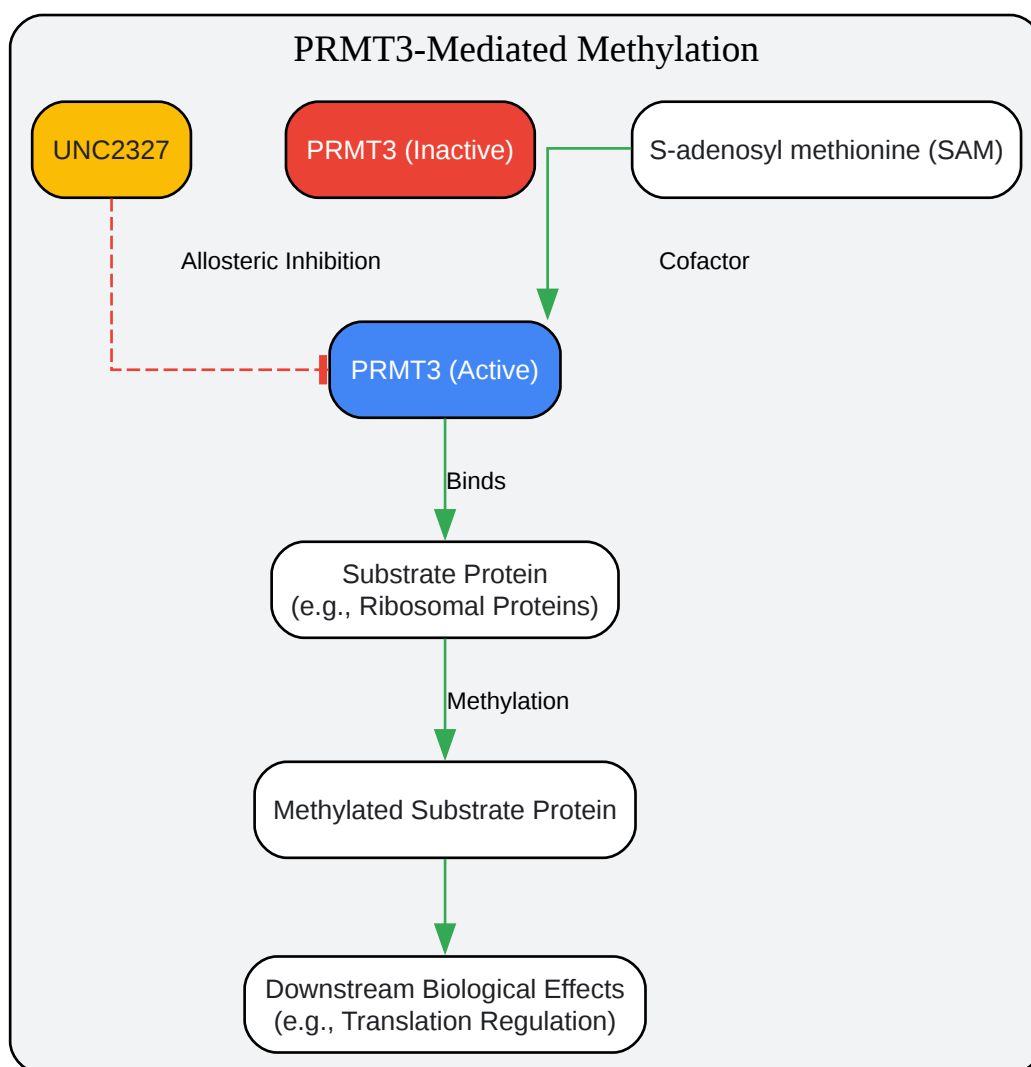 PRMT3-Mediated Methylation
UNC2327
PRMT3 (Inactive)
S-adenosyl methionine (SAM)
Allosteric Inhibition
Cofactor
PRMT3 (Active)
Binds
Substrate Protein
(e.g., Ribosomal Proteins)
Methylation
Methylated Substrate Protein
Downstream Biological Effects
(e.g., Translation Regulation)